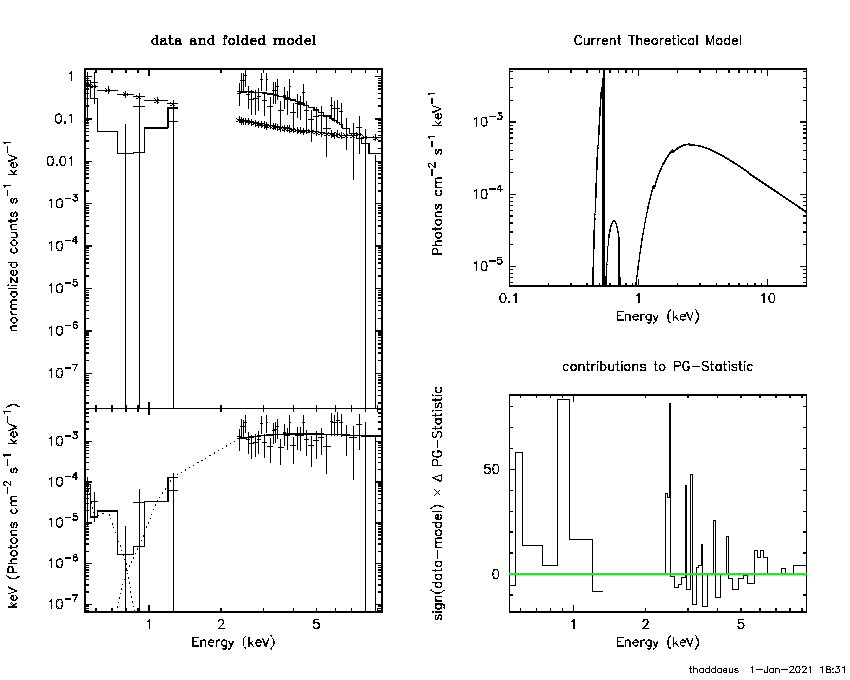 data and folded model
normalized counts s⁻¹ keV⁻¹
1
0.1
0.01
10⁻³
10⁻⁴
10⁻⁵
10⁻⁶
10⁻⁷
keV (Photons cm⁻² s⁻¹ keV⁻¹)
10⁻³
10⁻⁴
10⁻⁵
10⁻⁶
10⁻⁷
1 2 5
Energy (keV)
Current Theoretical Model
Photons cm⁻² s⁻¹ keV⁻¹
10⁻³
10⁻⁴
10⁻⁵
0.1 1 10
Energy (keV)
contributions to PG-Statistic
sign(data-model) × Δ PG-Statistic
50
0
1 2 5
Energy (keV)
thaddaeus 1-Jan-2021 18:31